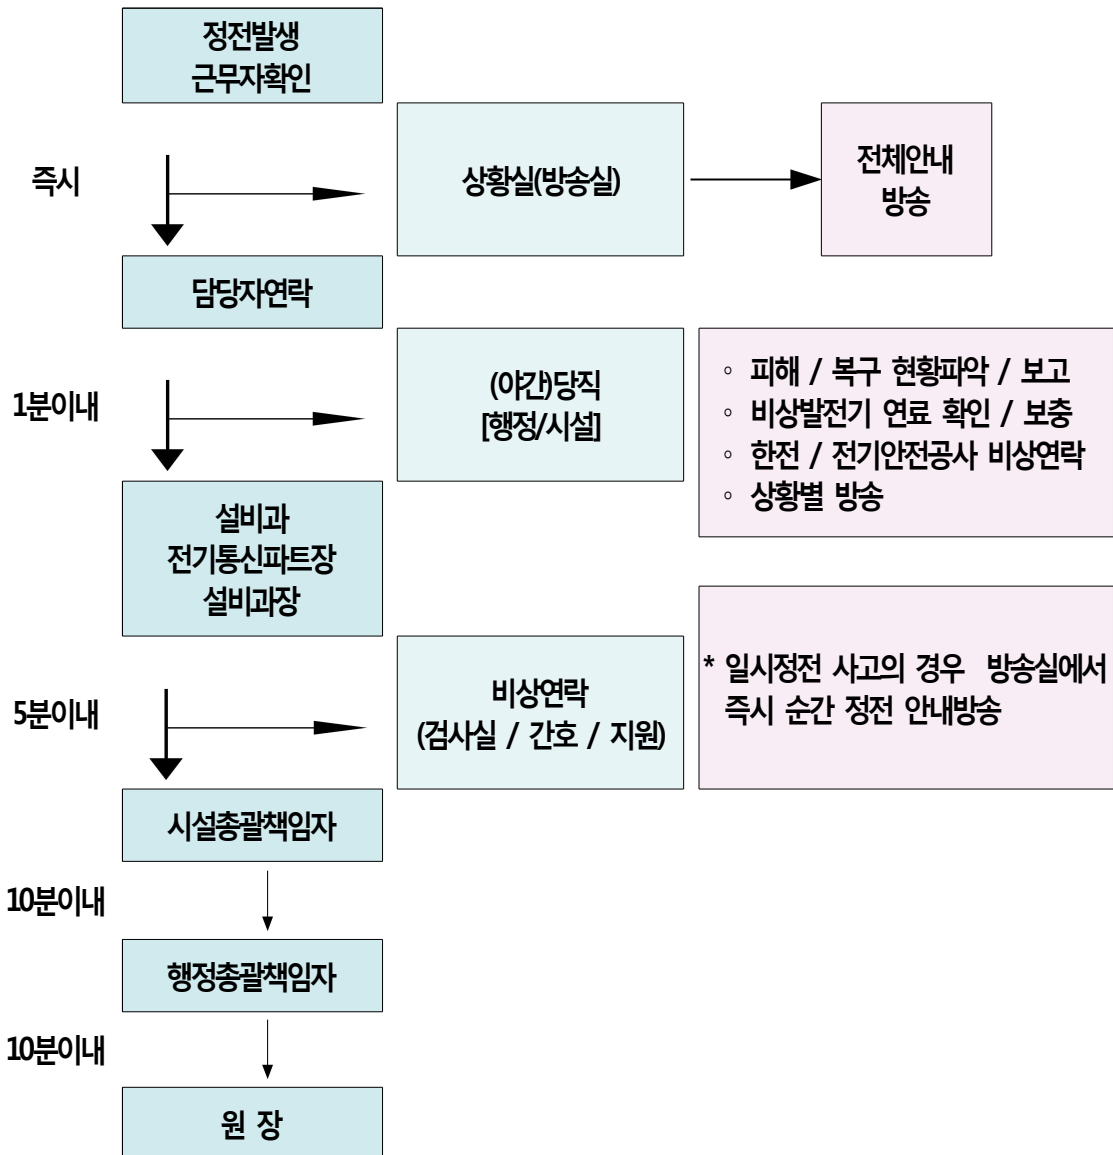 정전발생
근무자확인
즉시
상황실(방송실)
전체안내
방송
담당자연락
1분이내
(야간)당직
[행정/시설]
◦ 피해 / 복구 현황파악 / 보고
◦ 비상발전기 연료 확인 / 보충
◦ 한전 / 전기안전공사 비상연락
◦ 상황별 방송
설비과
전기통신파트장
설비과장
5분이내
비상연락
(검사실 / 간호 / 지원)
* 일시정전 사고의 경우 방송실에서
즉시 순간 정전 안내방송
시설총괄책임자
10분이내
행정총괄책임자
10분이내
원 장